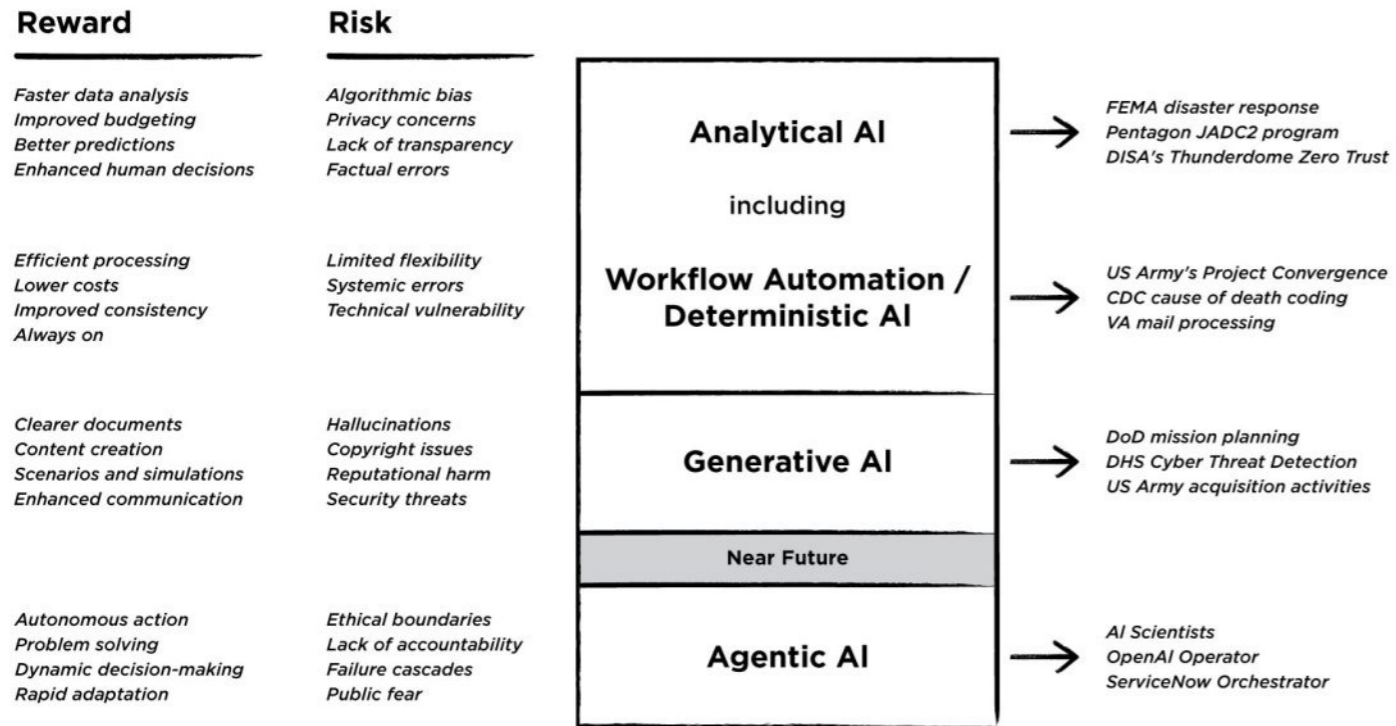 Reward
Risk
Faster data analysis
Improved budgeting
Better predictions
Enhanced human decisions
Algorithmic bias
Privacy concerns
Lack of transparency
Factual errors
Analytical AI
including
FEMA disaster response
Pentagon JADC2 program
DISA's Thunderdome Zero Trust
Efficient processing
Lower costs
Improved consistency
Always on
Limited flexibility
Systemic errors
Technical vulnerability
Workflow Automation /
Deterministic AI
US Army's Project Convergence
CDC cause of death coding
VA mail processing
Clearer documents
Content creation
Scenarios and simulations
Enhanced communication
Hallucinations
Copyright issues
Reputational harm
Security threats
Generative AI
DoD mission planning
DHS Cyber Threat Detection
US Army acquisition activities
Near Future
Autonomous action
Problem solving
Dynamic decision-making
Rapid adaptation
Ethical boundaries
Lack of accountability
Failure cascades
Public fear
Agentic AI
AI Scientists
OpenAI Operator
ServiceNow Orchestrator